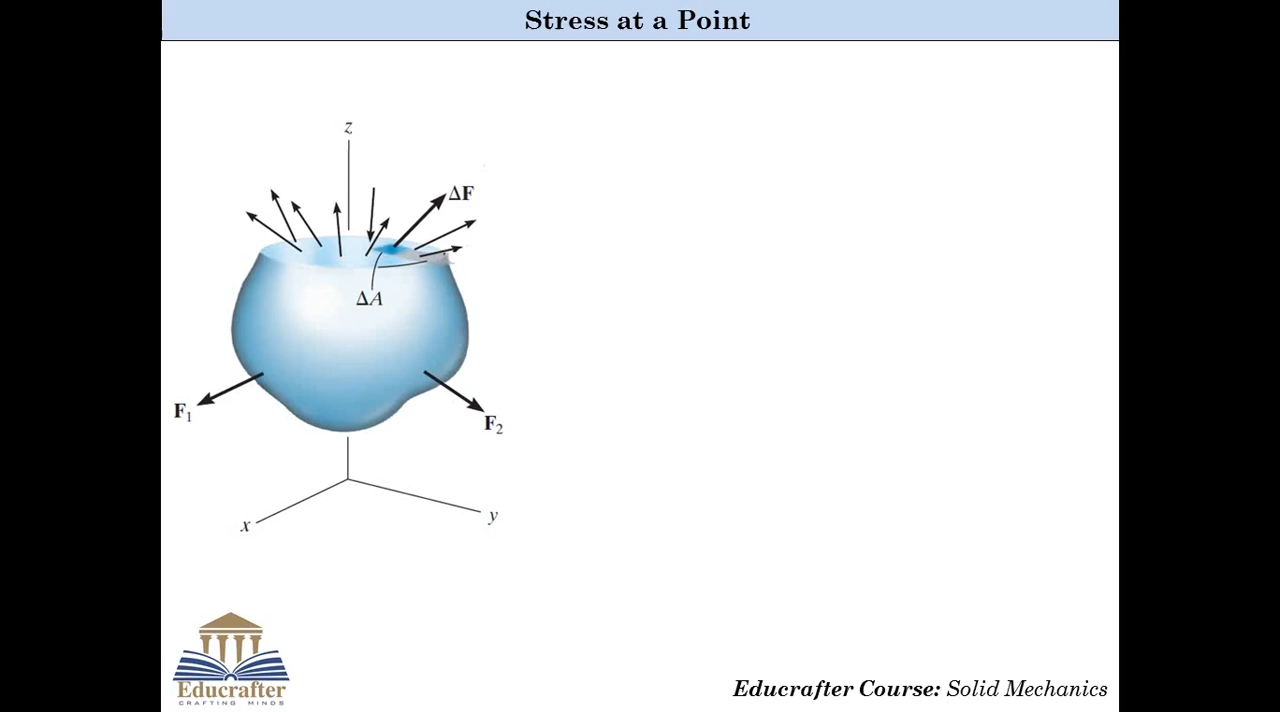 Stress at a Point
z
ΔF
ΔA
F₁
F₂
x
y
Educrafter
CRAFTING MINDS
Educrafter Course: Solid Mechanics